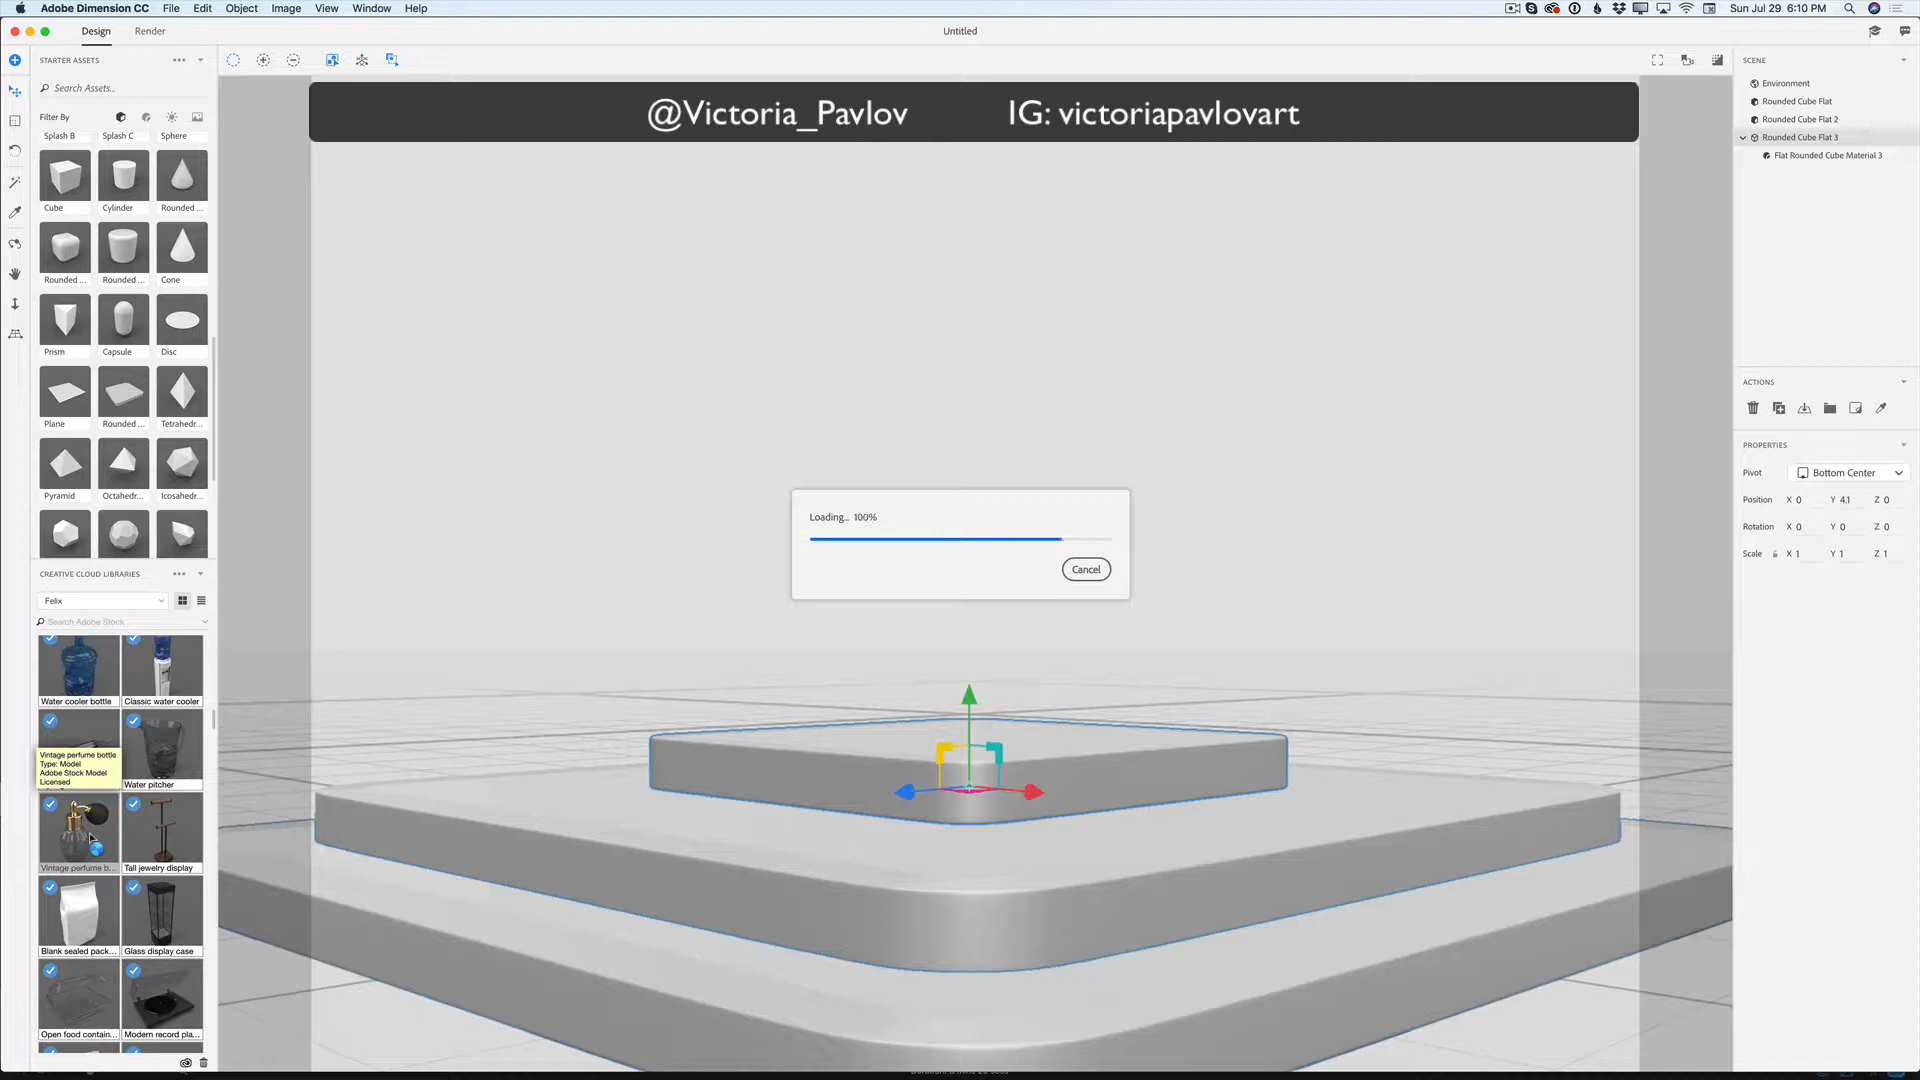 Adobe Dimension CC File Edit Object Image View Window Help
Sun Jul 29 6:10 PM
Design Render
Untitled
STARTER ASSETS
Search Assets...
Filter By
Splash B Splash C Sphere
Cube Cylinder Rounded ...
Rounded ... Rounded ... Cone
Prism Capsule Disc
Plane Rounded ... Tetrahedr...
Pyramid Octahedr... Icosahedr...
CREATIVE CLOUD LIBRARIES
Felix
Search Adobe Stock
Water cooler bottle Classic water cooler
Vintage perfume bottle
Type: Model
Adobe Stock Model
Licensed
Water pitcher
Vintage perfume b... Tall jewelry display
Blank sealed pack... Glass display case
Open food contain... Modern record pla...
@Victoria_Pavlov IG: victoriapavlovart
Loading... 100%
Cancel
SCENE
Environment
Rounded Cube Flat
Rounded Cube Flat 2
Rounded Cube Flat 3
Flat Rounded Cube Material 3
ACTIONS
PROPERTIES
Pivot Bottom Center
Position X 0 Y 4.1 Z 0
Rotation X 0 Y 0 Z 0
Scale X 1 Y 1 Z 1